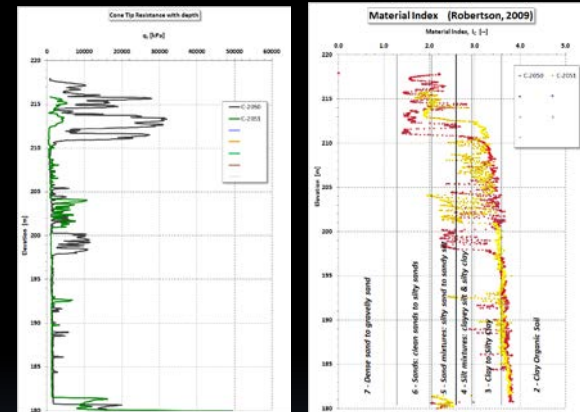 Cone Tip Resistance with depth
qt [kPa]
0
10000
20000
30000
40000
50000
60000
220
215
210
205
200
195
190
185
180
Elevation [m]
C-2050
C-2051
Material Index (Robertson, 2009)
Material Index, Ic [--]
0.0
1.0
2.0
3.0
4.0
5.0
220
215
210
205
200
195
190
185
180
Elevation [m]
C-2050
C-2051
7 - Dense sand to gravelly sand
6 - Sands: clean sands to silty sands
5 - Sand mixtures: silty sand to sandy silt
4 - Silt mixtures: clayey silt & silty clay
3 - Clay to Silty Clay
2 - Clay Organic Soil